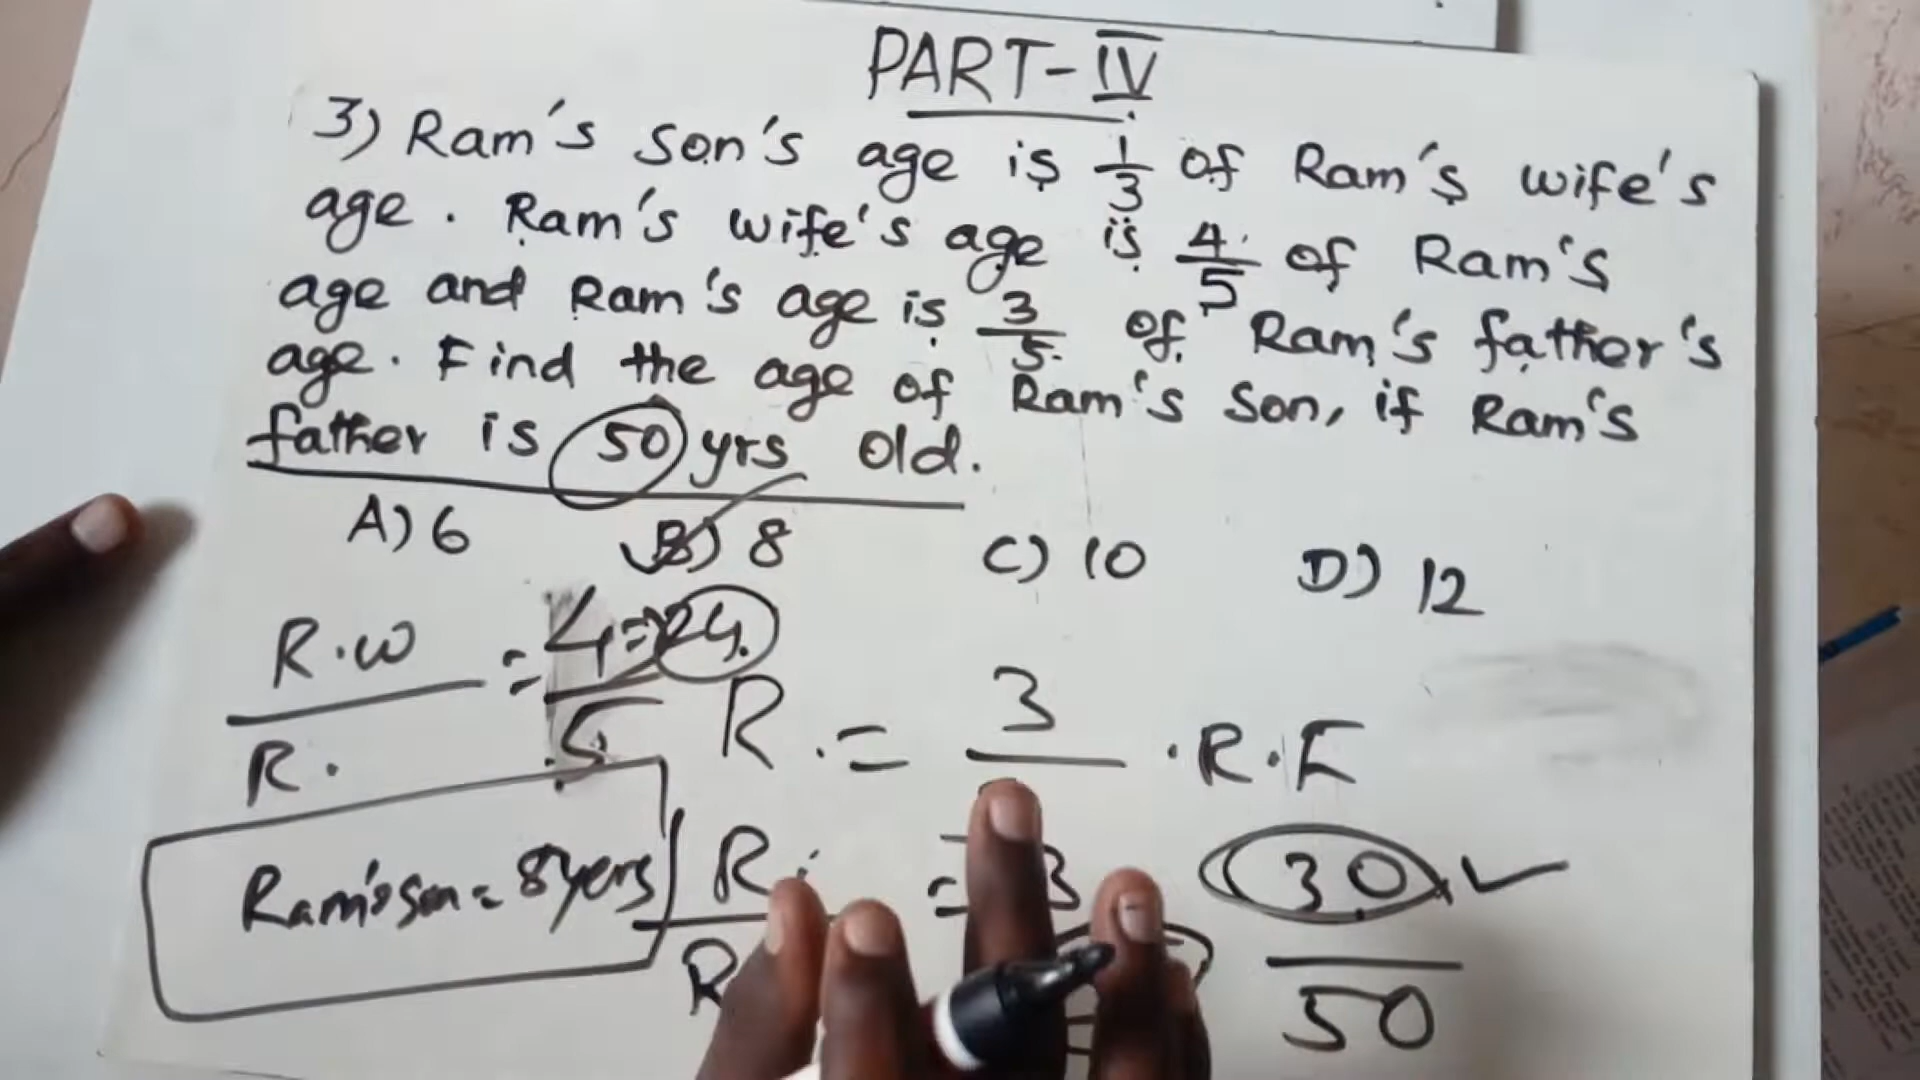 PART-IV
3) Ram's Son's age is 1/3 of Ram's wife's
age. Ram's wife's age is 4/5 of Ram's
age and Ram's age is 3/5 of Ram's father's
age. Find the age of Ram's Son, if Ram's
father is 50 yrs old.
A) 6 B) 8 C) 10 D) 12
R.W / R. = 4 = 24. / 5
R. = 3 . R.F
R = 3 30 / 50
R
Ram's son = 8 yers